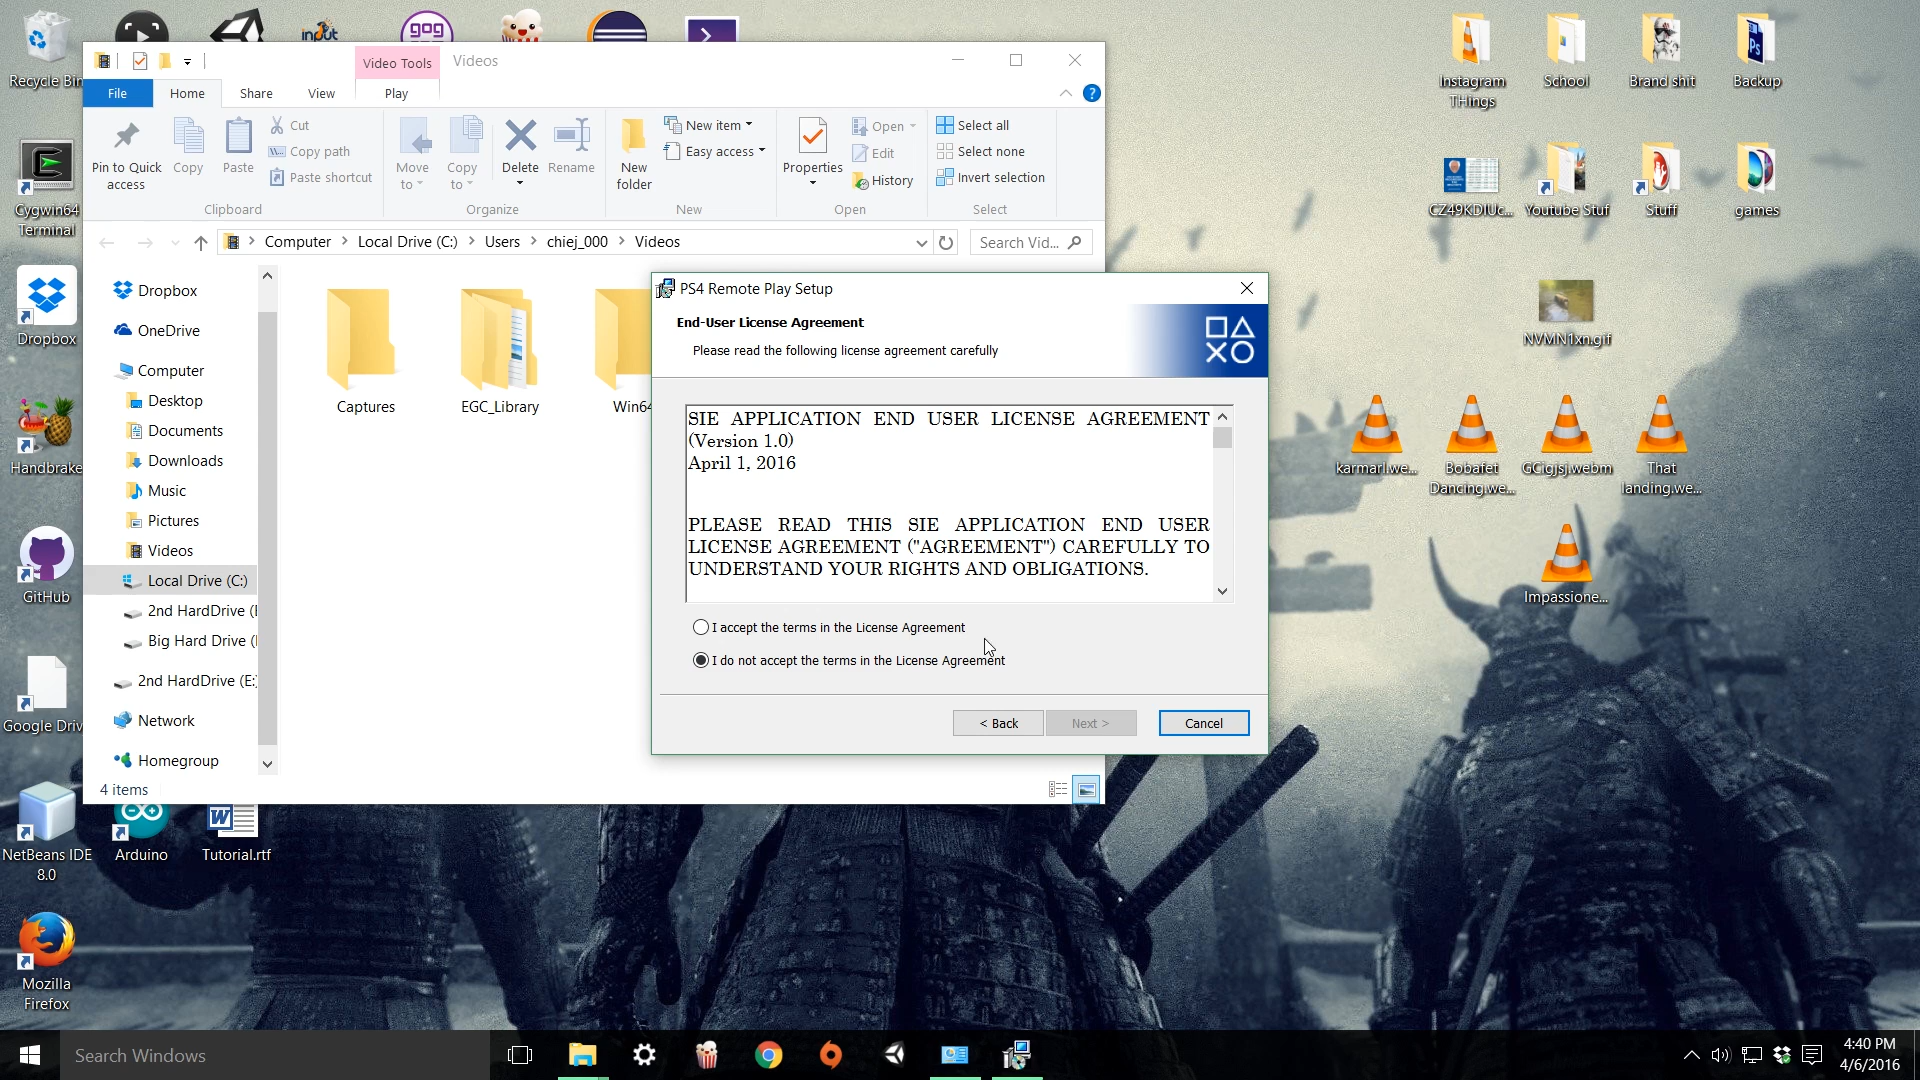 Recycle Bin
input
gog
Video Tools
Videos
File
Home
Share
View
Play
Pin to Quick
access
Copy
Paste
Cut
Copy path
Paste shortcut
Clipboard
Move
to
Copy
to
Delete
Rename
Organize
New
folder
New item
Easy access
New
Properties
Open
Edit
History
Open
Select all
Select none
Invert selection
Select
Computer
Local Drive (C:)
Users
chiej_000
Videos
Search Vid...
Dropbox
OneDrive
Computer
Desktop
Documents
Downloads
Music
Pictures
Videos
Local Drive (C:)
2nd HardDrive (
Big Hard Drive (
2nd HardDrive (E:
Network
Homegroup
4 items
Captures
EGC_Library
Win64
PS4 Remote Play Setup
End-User License Agreement
Please read the following license agreement carefully
SIE APPLICATION END USER LICENSE AGREEMENT
(Version 1.0)
April 1, 2016
PLEASE READ THIS SIE APPLICATION END USER
LICENSE AGREEMENT ("AGREEMENT") CAREFULLY TO
UNDERSTAND YOUR RIGHTS AND OBLIGATIONS.
I accept the terms in the License Agreement
I do not accept the terms in the License Agreement
< Back
Next >
Cancel
Cygwin64
Terminal
Dropbox
Handbrake
GitHub
Google Driv
NetBeans IDE
8.0
Arduino
Tutorial.rtf
Mozilla
Firefox
Instagram
THings
School
Brand shit
Backup
CZ49KDIUc...
Youtube Stuf
Stuff
games
NVMN1xn.gif
karmarl.we...
Bobafet
Dancing.we...
GCigjsj.webm
That
landing.we...
Impassione...
Search Windows
4:40 PM
4/6/2016